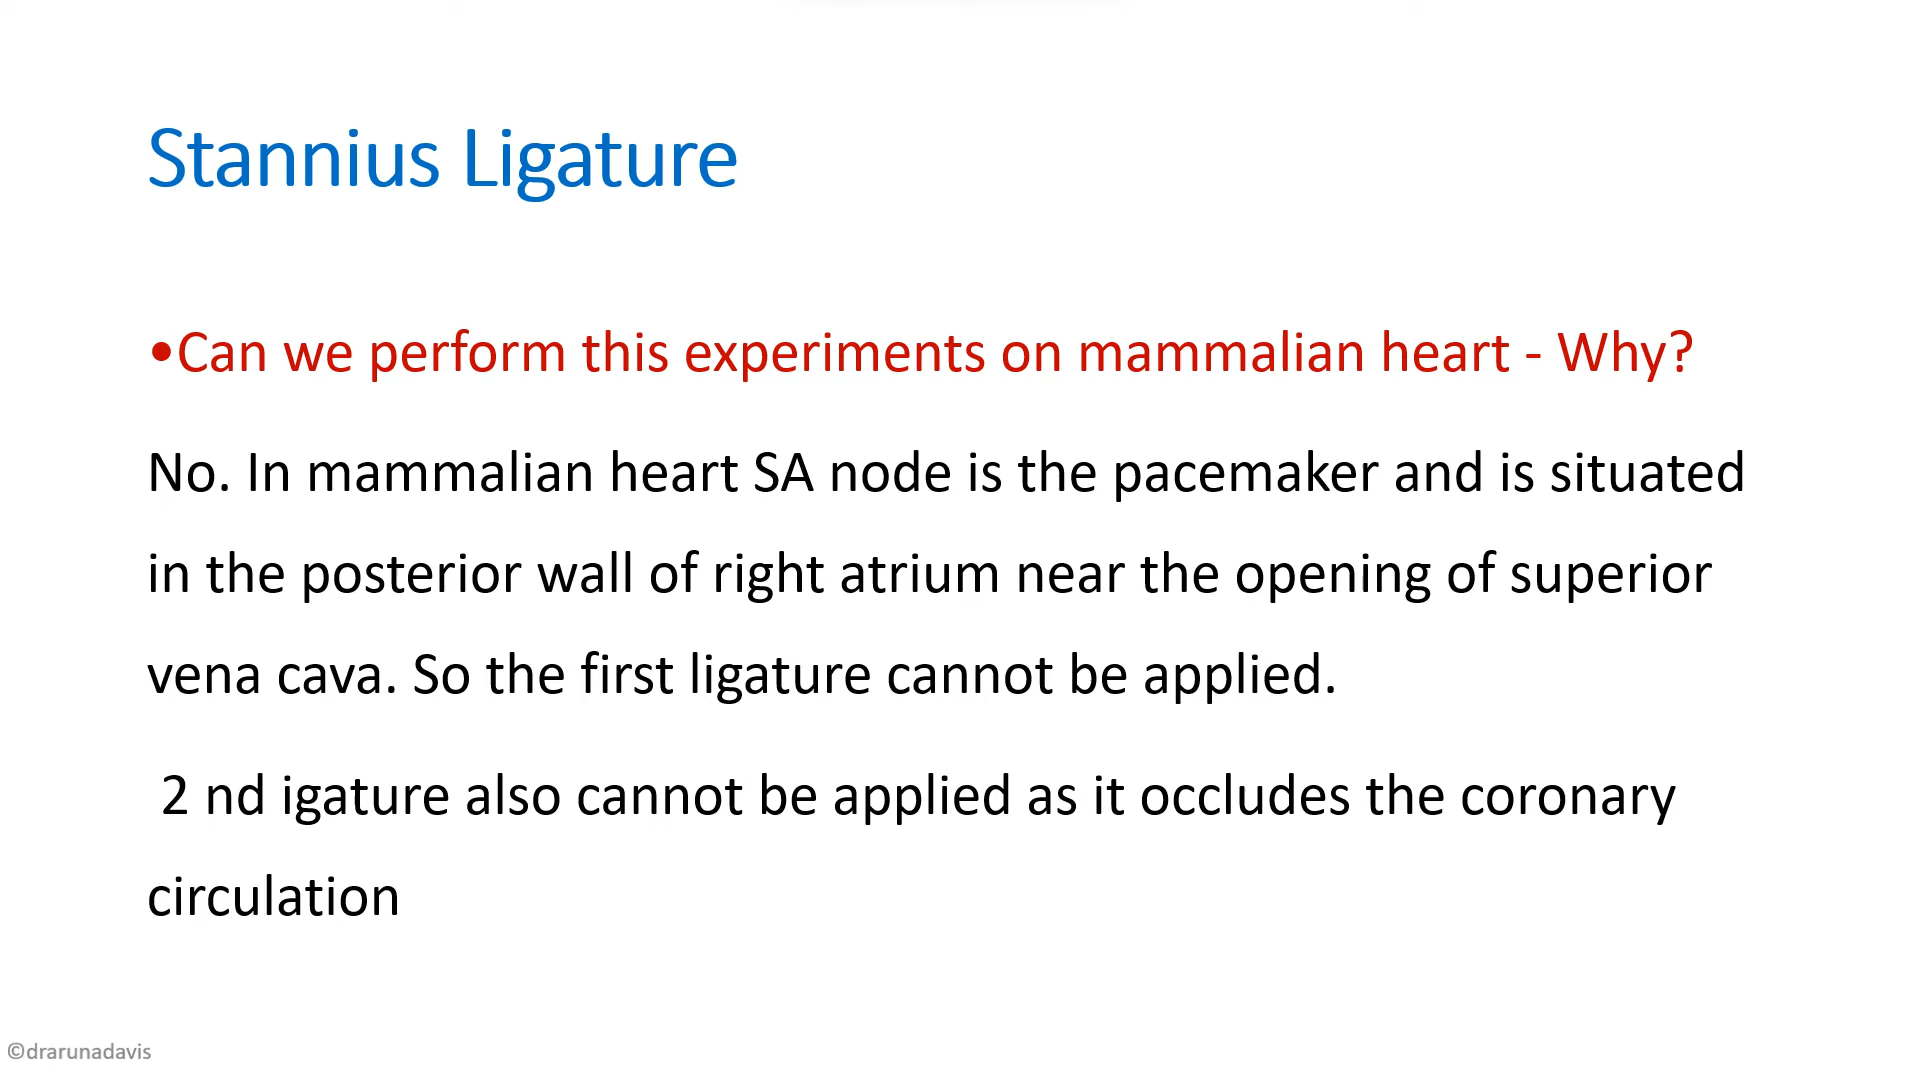 Stannius Ligature
•Can we perform this experiments on mammalian heart - Why?
No. In mammalian heart SA node is the pacemaker and is situated
in the posterior wall of right atrium near the opening of superior
vena cava. So the first ligature cannot be applied.
2 nd igature also cannot be applied as it occludes the coronary
circulation
©drarunadavis